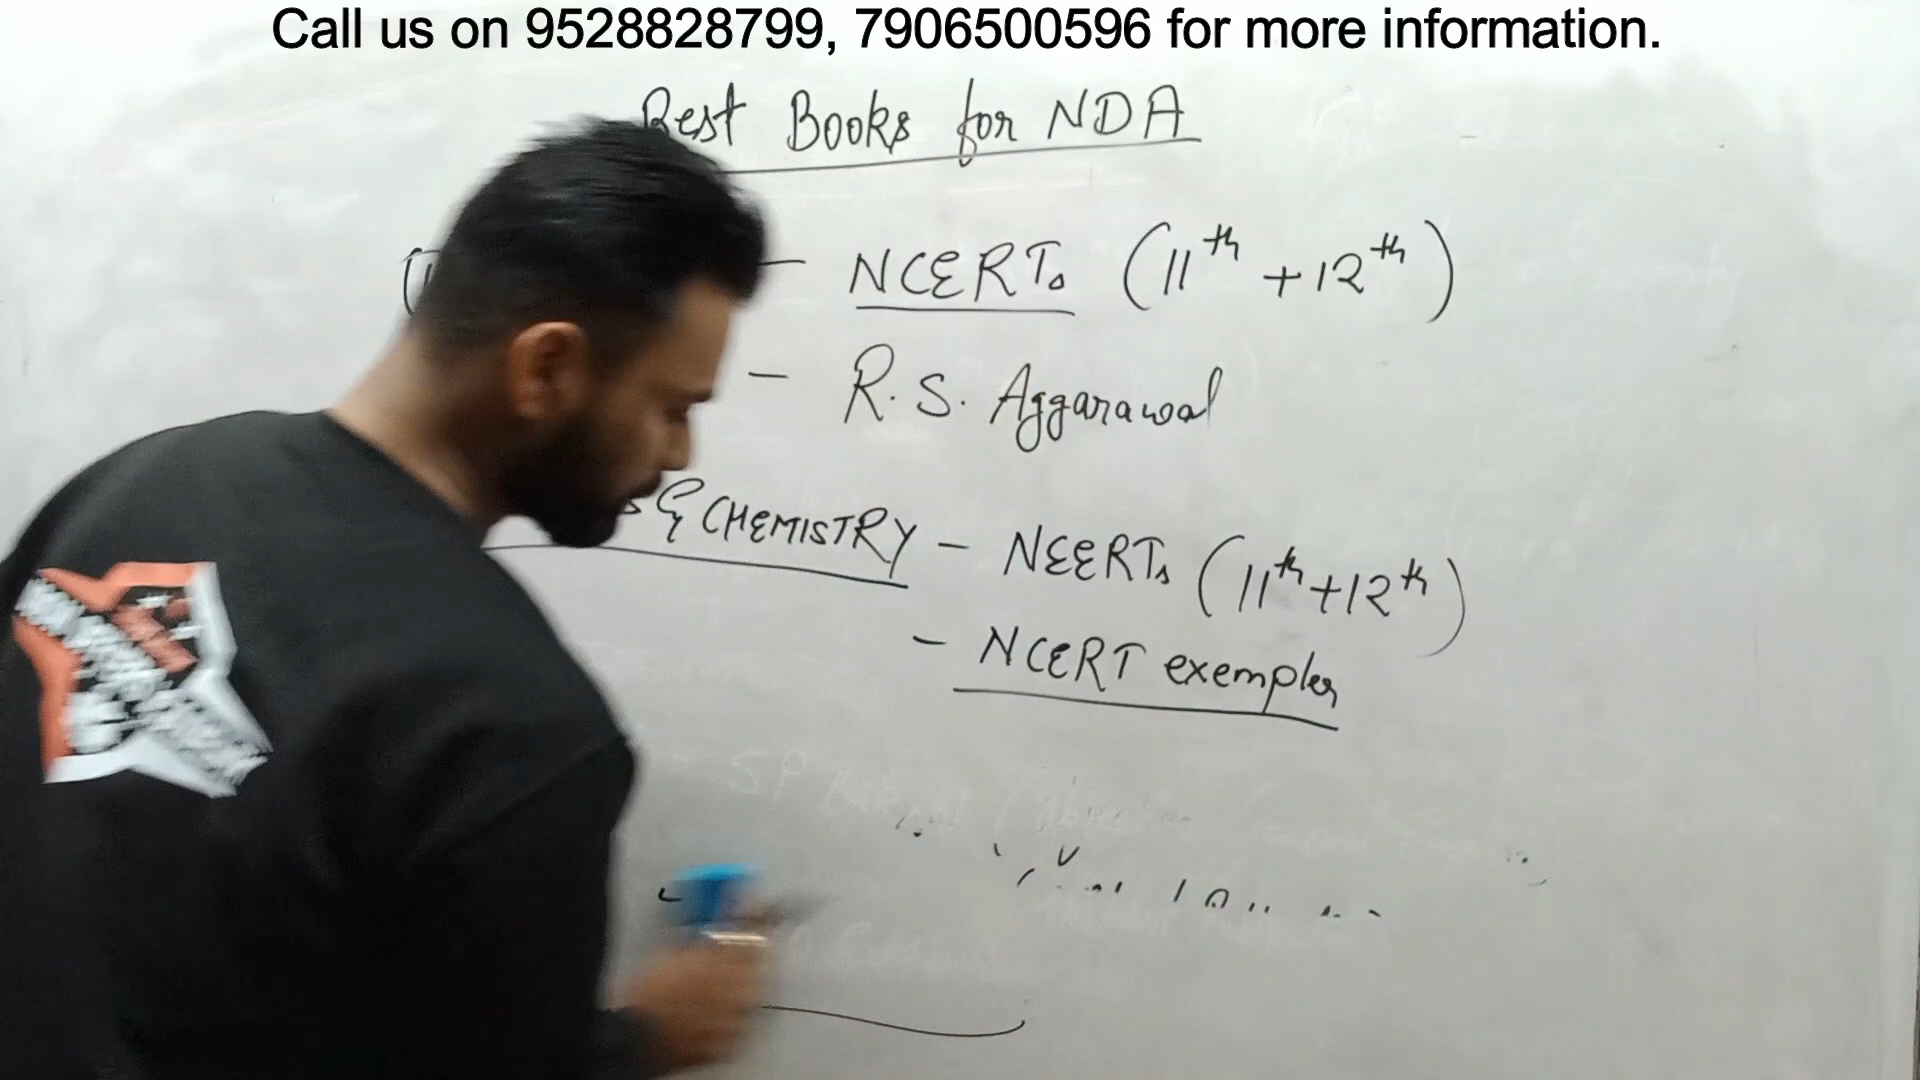 Call us on 9528828799, 7906500596 for more information.
Best Books for NDA
– NCERTs (11th + 12th)
– R.S. Aggarawal
& CHEMISTRY – NEERTs (11th + 12th)
– NCERT exempler